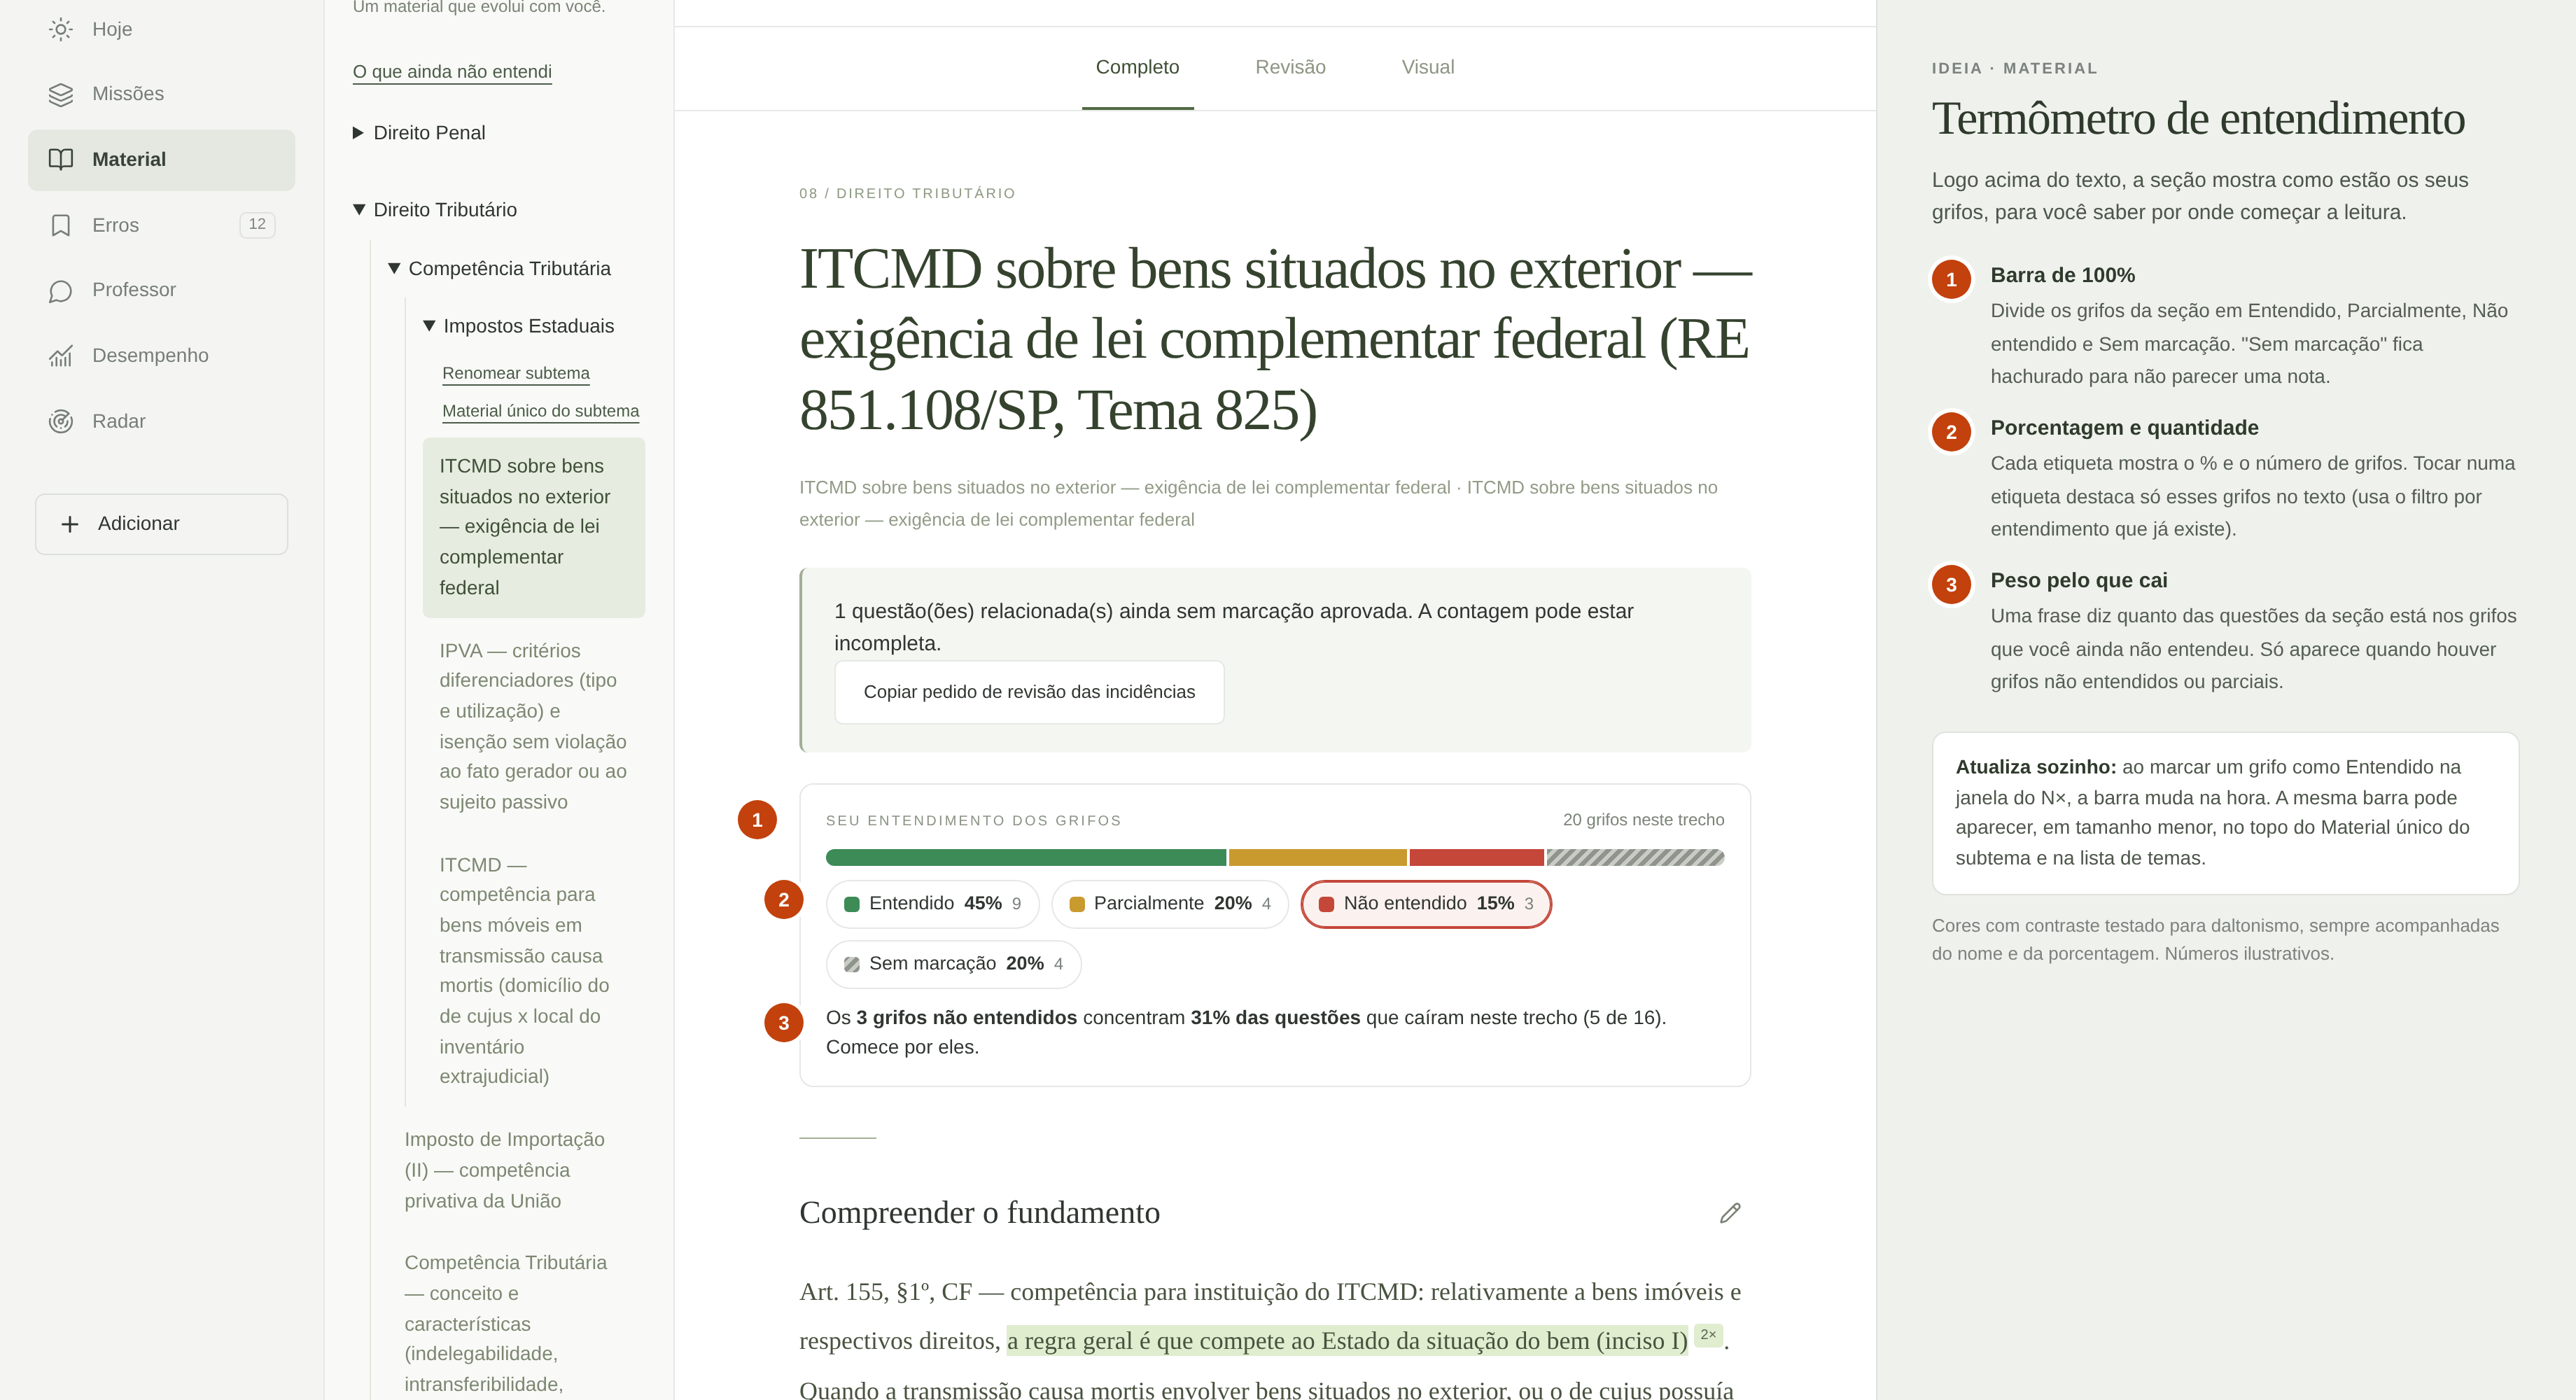 Hoje
Missões
Material
Erros
12
Professor
Desempenho
Radar
Adicionar
Um material que evolui com você.
O que ainda não entendi
Direito Penal
Direito Tributário
Competência Tributária
Impostos Estaduais
Renomear subtema
Material único do subtema
ITCMD sobre bens
situados no exterior
— exigência de lei
complementar
federal
IPVA — critérios
diferenciadores (tipo
e utilização) e
isenção sem violação
ao fato gerador ou ao
sujeito passivo
ITCMD —
competência para
bens móveis em
transmissão causa
mortis (domicílio do
de cujus x local do
inventário
extrajudicial)
Imposto de Importação
(II) — competência
privativa da União
Competência Tributária
— conceito e
características
(indelegabilidade,
intransferibilidade,
Completo
Revisão
Visual
08 / DIREITO TRIBUTÁRIO
ITCMD sobre bens situados no exterior —
exigência de lei complementar federal (RE
851.108/SP, Tema 825)
ITCMD sobre bens situados no exterior — exigência de lei complementar federal · ITCMD sobre bens situados no
exterior — exigência de lei complementar federal
1 questão(ões) relacionada(s) ainda sem marcação aprovada. A contagem pode estar
incompleta.
Copiar pedido de revisão das incidências
1
SEU ENTENDIMENTO DOS GRIFOS
20 grifos neste trecho
2
Entendido 45% 9
Parcialmente 20% 4
Não entendido 15% 3
Sem marcação 20% 4
3
Os 3 grifos não entendidos concentram 31% das questões que caíram neste trecho (5 de 16).
Comece por eles.
Compreender o fundamento
Art. 155, §1º, CF — competência para instituição do ITCMD: relativamente a bens imóveis e
respectivos direitos, a regra geral é que compete ao Estado da situação do bem (inciso I) 2×.
Quando a transmissão causa mortis envolver bens situados no exterior, ou o de cujus possuía
IDEIA · MATERIAL
Termômetro de entendimento
Logo acima do texto, a seção mostra como estão os seus
grifos, para você saber por onde começar a leitura.
1
Barra de 100%
Divide os grifos da seção em Entendido, Parcialmente, Não
entendido e Sem marcação. "Sem marcação" fica
hachurado para não parecer uma nota.
2
Porcentagem e quantidade
Cada etiqueta mostra o % e o número de grifos. Tocar numa
etiqueta destaca só esses grifos no texto (usa o filtro por
entendimento que já existe).
3
Peso pelo que cai
Uma frase diz quanto das questões da seção está nos grifos
que você ainda não entendeu. Só aparece quando houver
grifos não entendidos ou parciais.
Atualiza sozinho: ao marcar um grifo como Entendido na
janela do N×, a barra muda na hora. A mesma barra pode
aparecer, em tamanho menor, no topo do Material único do
subtema e na lista de temas.
Cores com contraste testado para daltonismo, sempre acompanhadas
do nome e da porcentagem. Números ilustrativos.